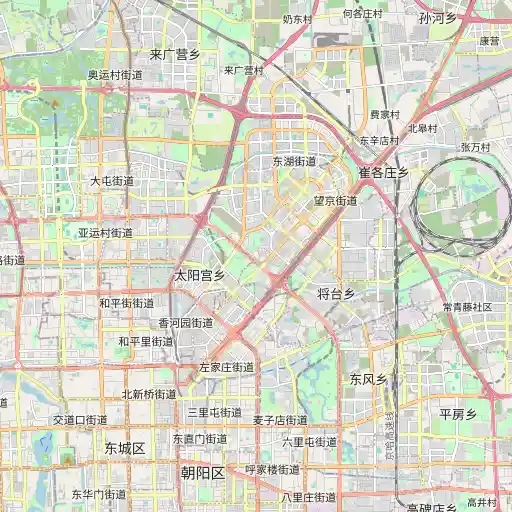 何各庄村
孙河乡
奶东村
康营
来广营乡
来广营村
奥运村街道
费家村
北皋村
东辛店村
张万村
东湖街道
崔各庄乡
大屯街道
望京街道
亚运村街道
路街道
太阳宫乡
将台乡
和平街街道
常青藤社区
香河园街道
和平里街道
左家庄街道
东风乡
北新桥街道
道
三里屯街道
平房乡
交道口街道
麦子店街道
东直门街道
六里屯街道
东城区
京哈高速线
呼家楼街道
朝阳区
东华门街道
八里庄街道
高井村
高碑店乡